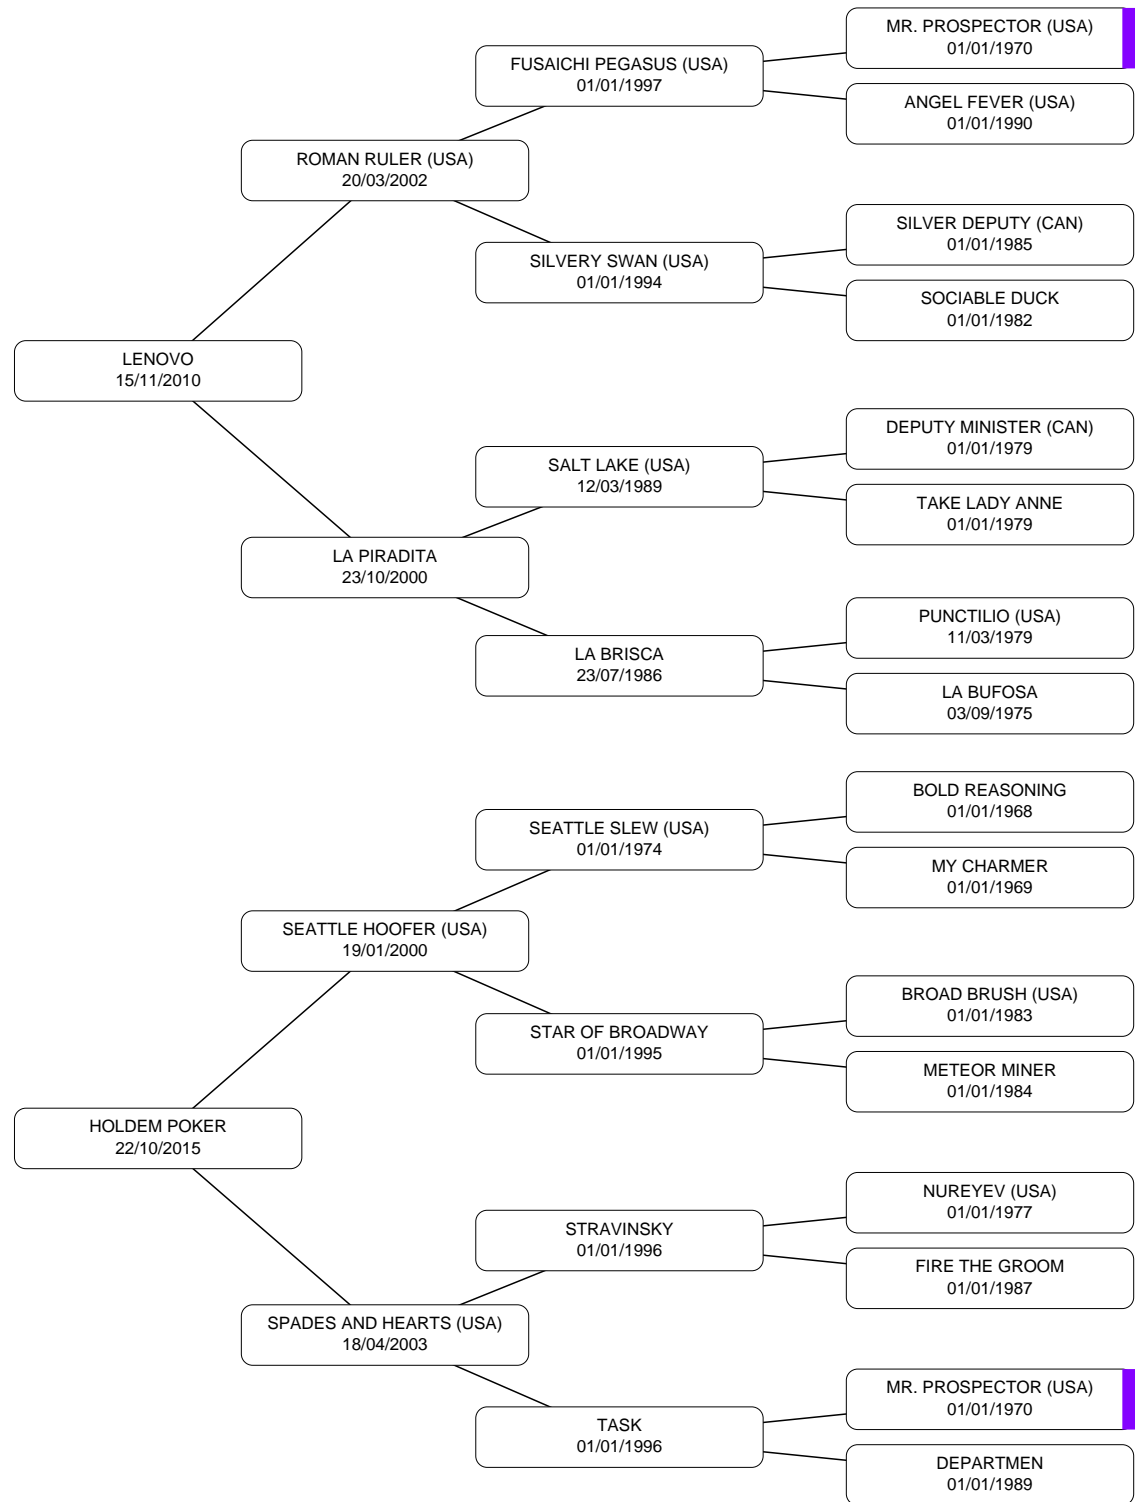 MR. PROSPECTOR (USA)
01/01/1970
FUSAICHI PEGASUS (USA)
01/01/1997
ANGEL FEVER (USA)
01/01/1990
ROMAN RULER (USA)
20/03/2002
SILVER DEPUTY (CAN)
01/01/1985
SILVERY SWAN (USA)
01/01/1994
SOCIABLE DUCK
01/01/1982
LENOVO
15/11/2010
DEPUTY MINISTER (CAN)
01/01/1979
SALT LAKE (USA)
12/03/1989
TAKE LADY ANNE
01/01/1979
LA PIRADITA
23/10/2000
PUNCTILIO (USA)
11/03/1979
LA BRISCA
23/07/1986
LA BUFOSA
03/09/1975
BOLD REASONING
01/01/1968
SEATTLE SLEW (USA)
01/01/1974
MY CHARMER
01/01/1969
SEATTLE HOOFER (USA)
19/01/2000
BROAD BRUSH (USA)
01/01/1983
STAR OF BROADWAY
01/01/1995
METEOR MINER
01/01/1984
HOLDEM POKER
22/10/2015
NUREYEV (USA)
01/01/1977
STRAVINSKY
01/01/1996
FIRE THE GROOM
01/01/1987
SPADES AND HEARTS (USA)
18/04/2003
MR. PROSPECTOR (USA)
01/01/1970
TASK
01/01/1996
DEPARTMEN
01/01/1989